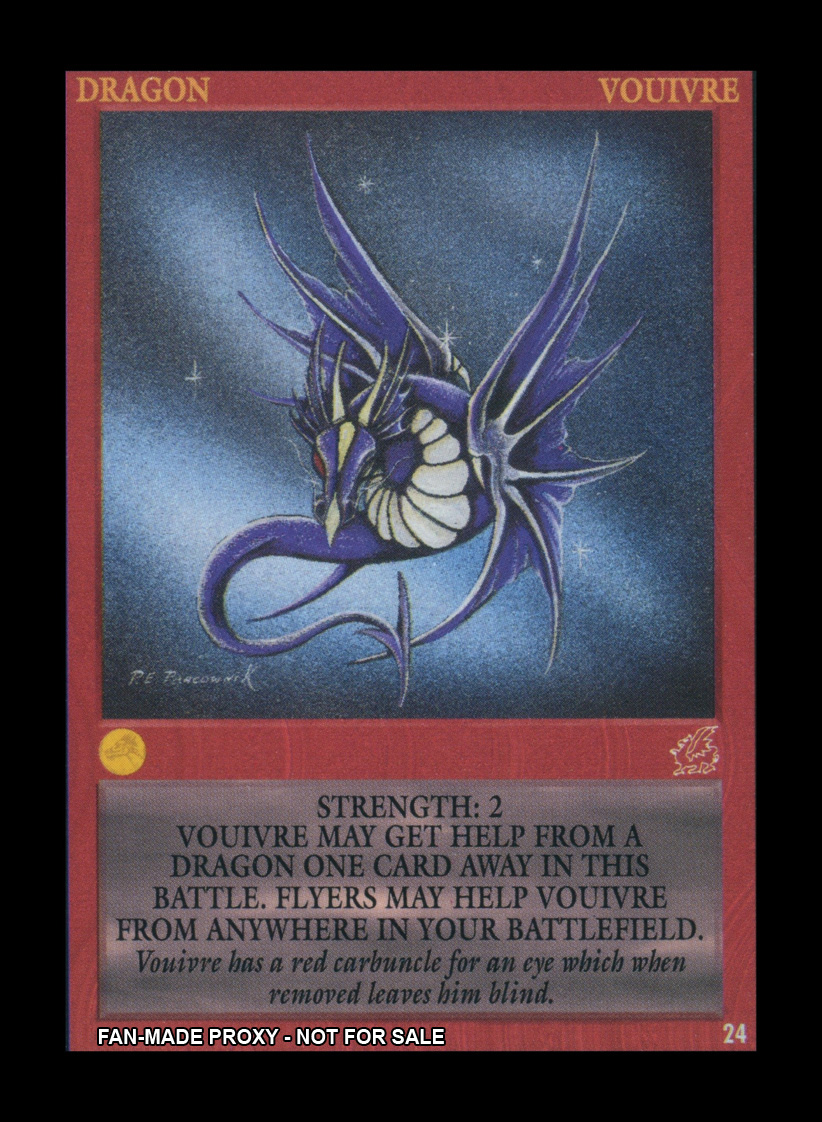 DRAGON VOUIVRE
P.E. PRACOWNIK
STRENGTH: 2
VOUIVRE MAY GET HELP FROM A
DRAGON ONE CARD AWAY IN THIS
BATTLE. FLYERS MAY HELP VOUIVRE
FROM ANYWHERE IN YOUR BATTLEFIELD.
Vouivre has a red carbuncle for an eye which when
removed leaves him blind.
FAN-MADE PROXY - NOT FOR SALE 24